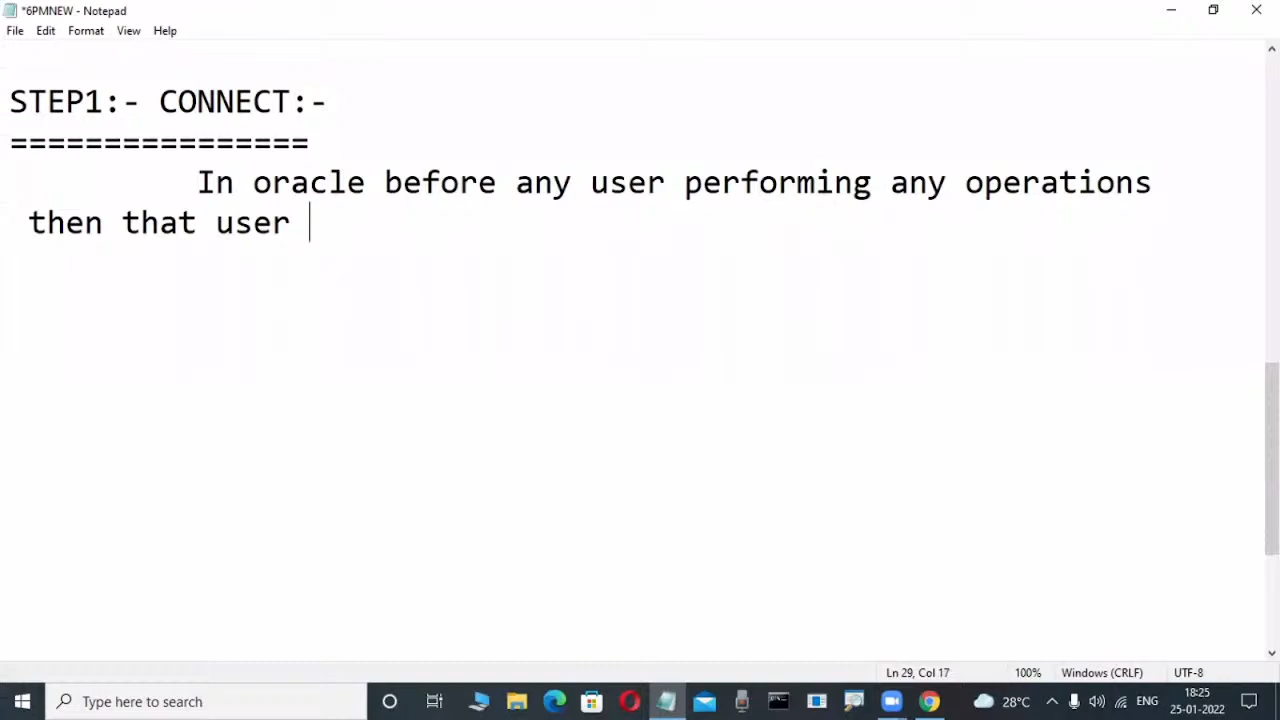 *6PMNEW - Notepad
File Edit Format View Help
STEP1:- CONNECT:-
================
In oracle before any user performing any operations
then that user
Ln 29, Col 17 100% Windows (CRLF) UTF-8
Type here to search
28°C
ENG
18:25
25-01-2022